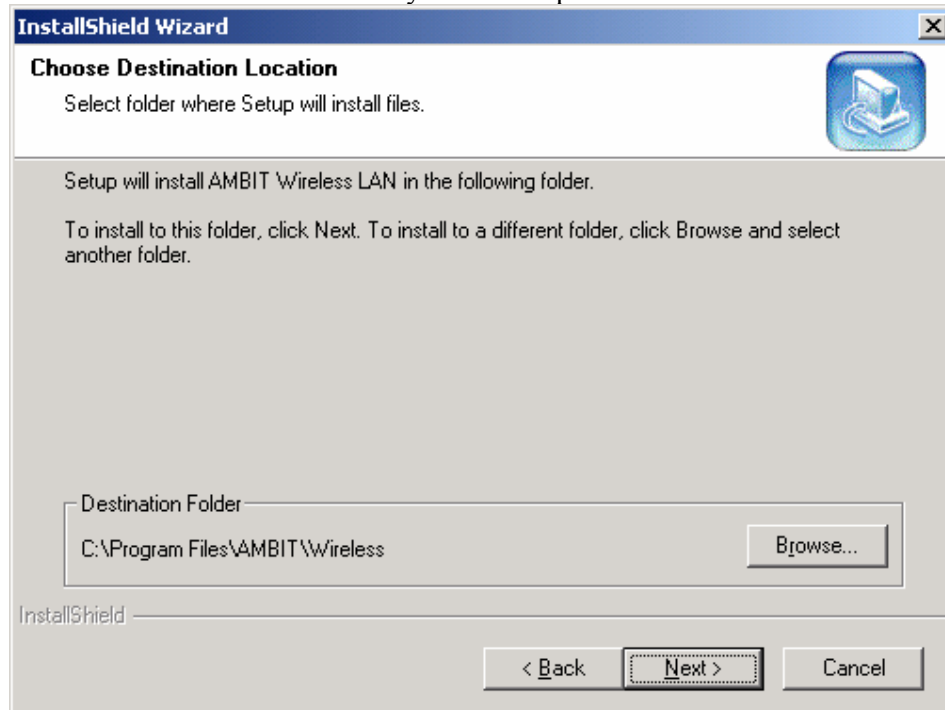 InstallShield Wizard
Choose Destination Location
Select folder where Setup will install files.
Setup will install AMBIT Wireless LAN in the following folder.
To install to this folder, click Next. To install to a different folder, click Browse and select
another folder.
Destination Folder
C:\Program Files\AMBIT\Wireless
Browse...
InstallShield
< Back
Next >
Cancel